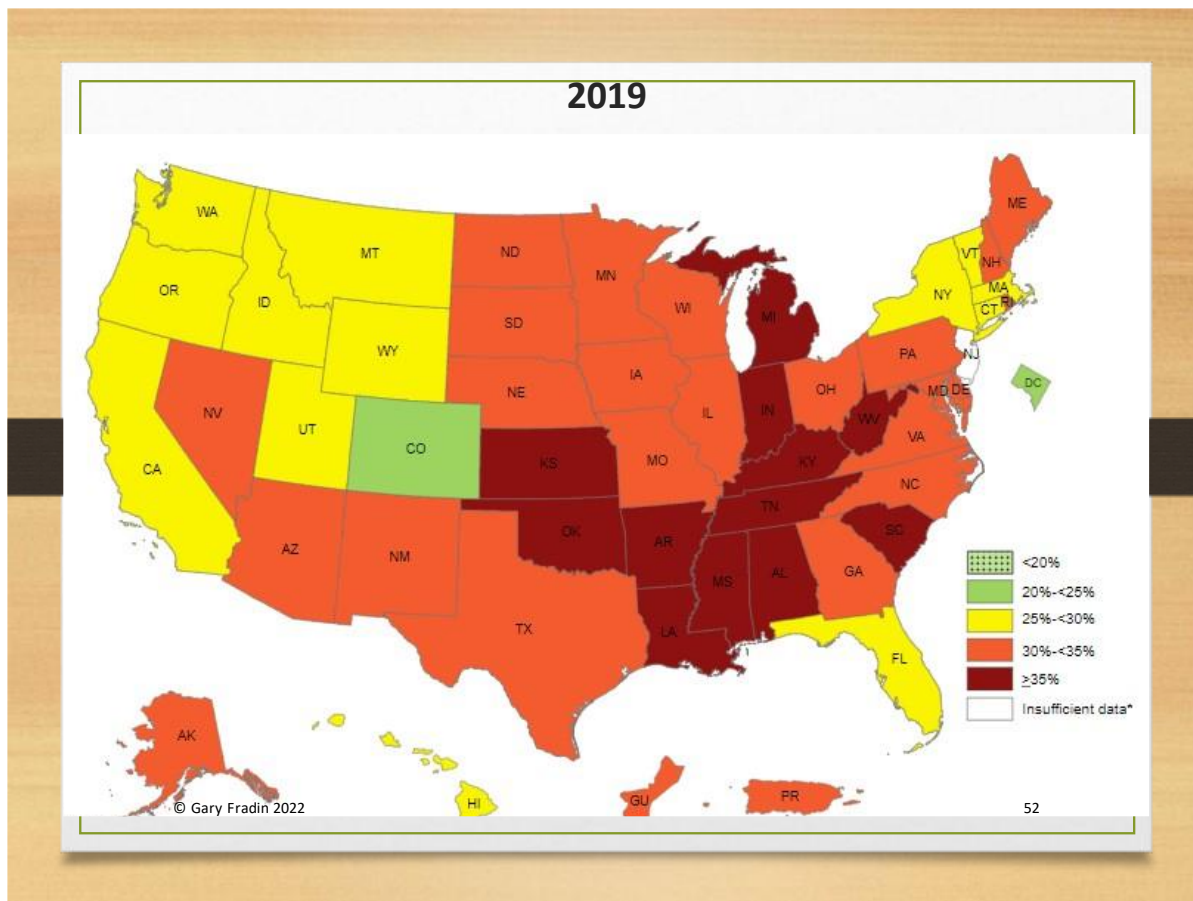 2019
WA
MT
ND
MN
ME
VT
NH
OR
ID
SD
WI
MI
NY
MA
CT
RI
WY
IA
PA
NJ
NE
OH
MD
DE
DC
NV
UT
CO
IL
IN
WV
VA
CA
KS
MO
KY
NC
TN
AZ
NM
OK
AR
SC
MS
AL
GA
TX
LA
FL
<20%
20%-<25%
25%-<30%
30%-<35%
≥35%
Insufficient data*
AK
HI
GU
PR
© Gary Fradin 2022
52